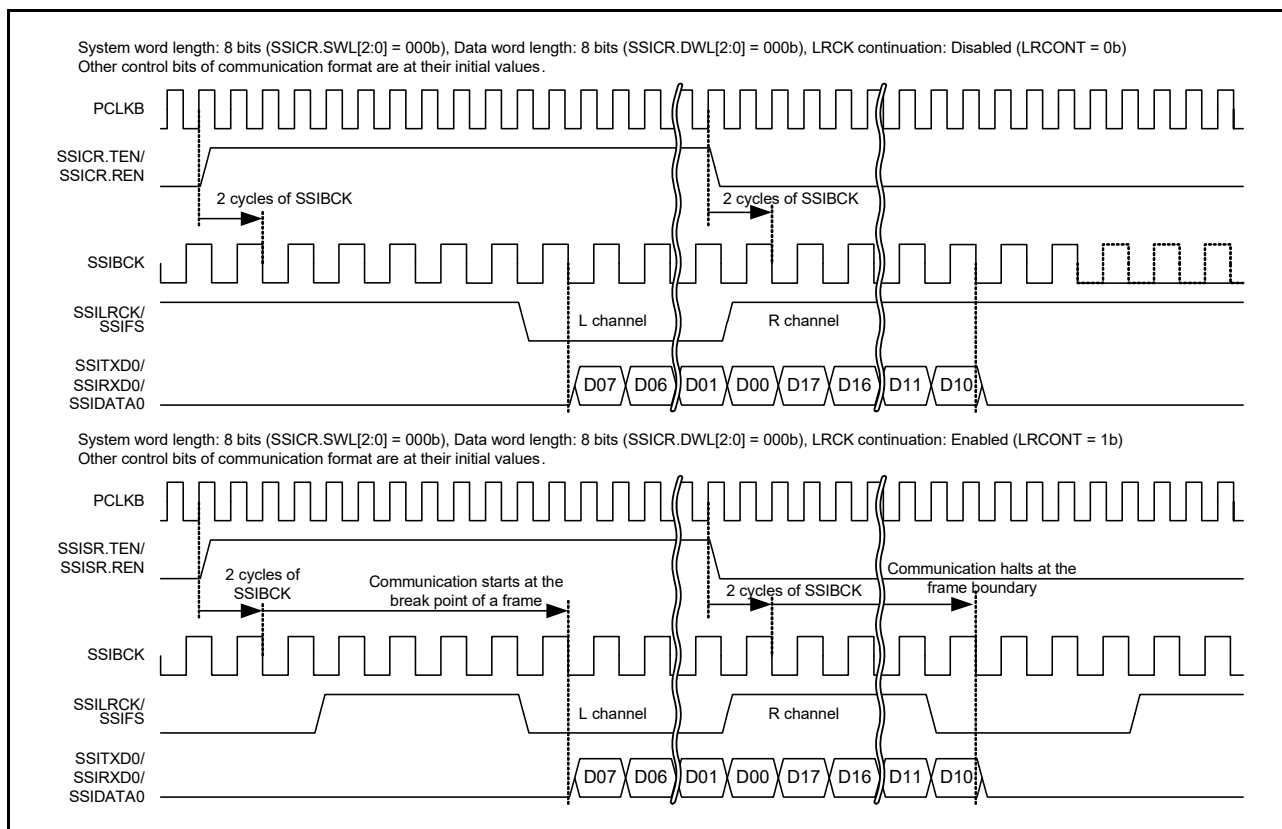 System word length: 8 bits (SSICR.SWL[2:0] = 000b), Data word length: 8 bits (SSICR.DWL[2:0] = 000b), LRCK continuation: Disabled (LRCONT = 0b)
Other control bits of communication format are at their initial values.
PCLKB
SSICR.TEN/
SSICR.REN
2 cycles of SSIBCK
2 cycles of SSIBCK
SSIBCK
SSILRCK/
SSIFS
L channel
R channel
SSITXD0/
SSIRXD0/
SSIDATA0
D07 D06 D01 D00 D17 D16 D11 D10
System word length: 8 bits (SSICR.SWL[2:0] = 000b), Data word length: 8 bits (SSICR.DWL[2:0] = 000b), LRCK continuation: Enabled (LRCONT = 1b)
Other control bits of communication format are at their initial values.
PCLKB
SSISR.TEN/
SSISR.REN
2 cycles of
SSIBCK
Communication starts at the
break point of a frame
2 cycles of SSIBCK
Communication halts at the
frame boundary
SSIBCK
SSILRCK/
SSIFS
L channel
R channel
SSITXD0/
SSIRXD0/
SSIDATA0
D07 D06 D01 D00 D17 D16 D11 D10